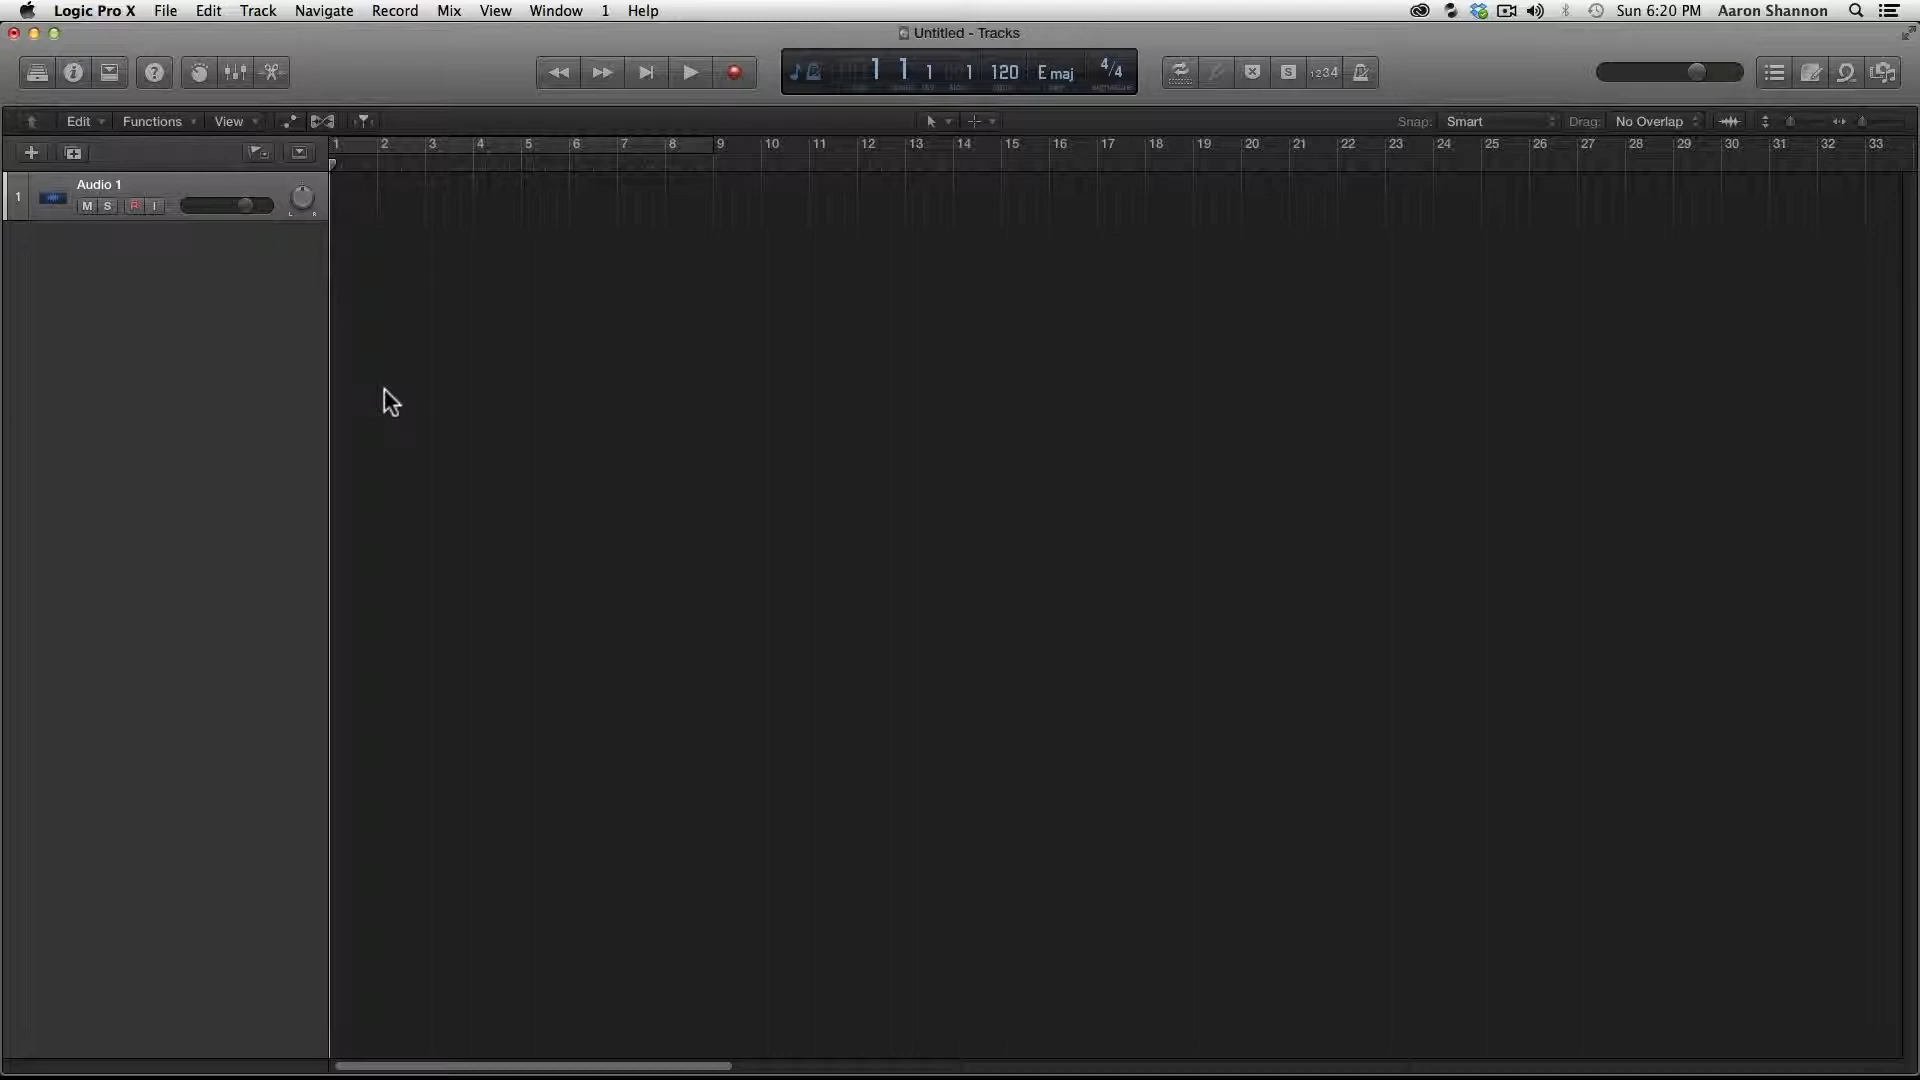 Logic Pro X File Edit Track Navigate Record Mix View Window 1 Help Sun 6:20 PM Aaron Shannon
Untitled - Tracks
1 1 1 1 120 E maj 4/4 S 1234
signature
Edit Functions View Snap: Smart Drag: No Overlap
1 2 3 4 5 6 7 8 9 10 11 12 13 14 15 16 17 18 19 20 21 22 23 24 25 26 27 28 29 30 31 32 33
1 Audio 1
M S R I L R